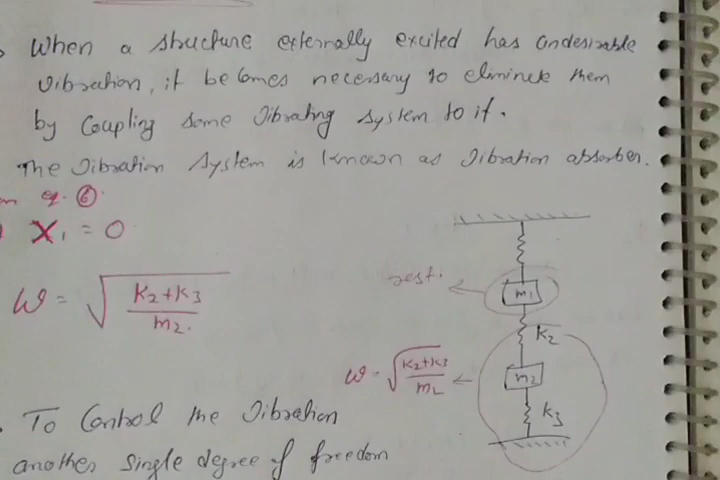 When a structure externally excited has undesirable
vibration, it becomes necessary to eliminate them
by coupling some vibrating system to it.
The vibration system is known as vibration absorber.
eq. ⑥
X₁ = 0
ω = √((K₂+K₃)/m₂.)
rest.
m₁
K₂
ω = √((K₂+K₃)/m₂)
m₂
K₃
To Control the vibration
another single degree of freedom